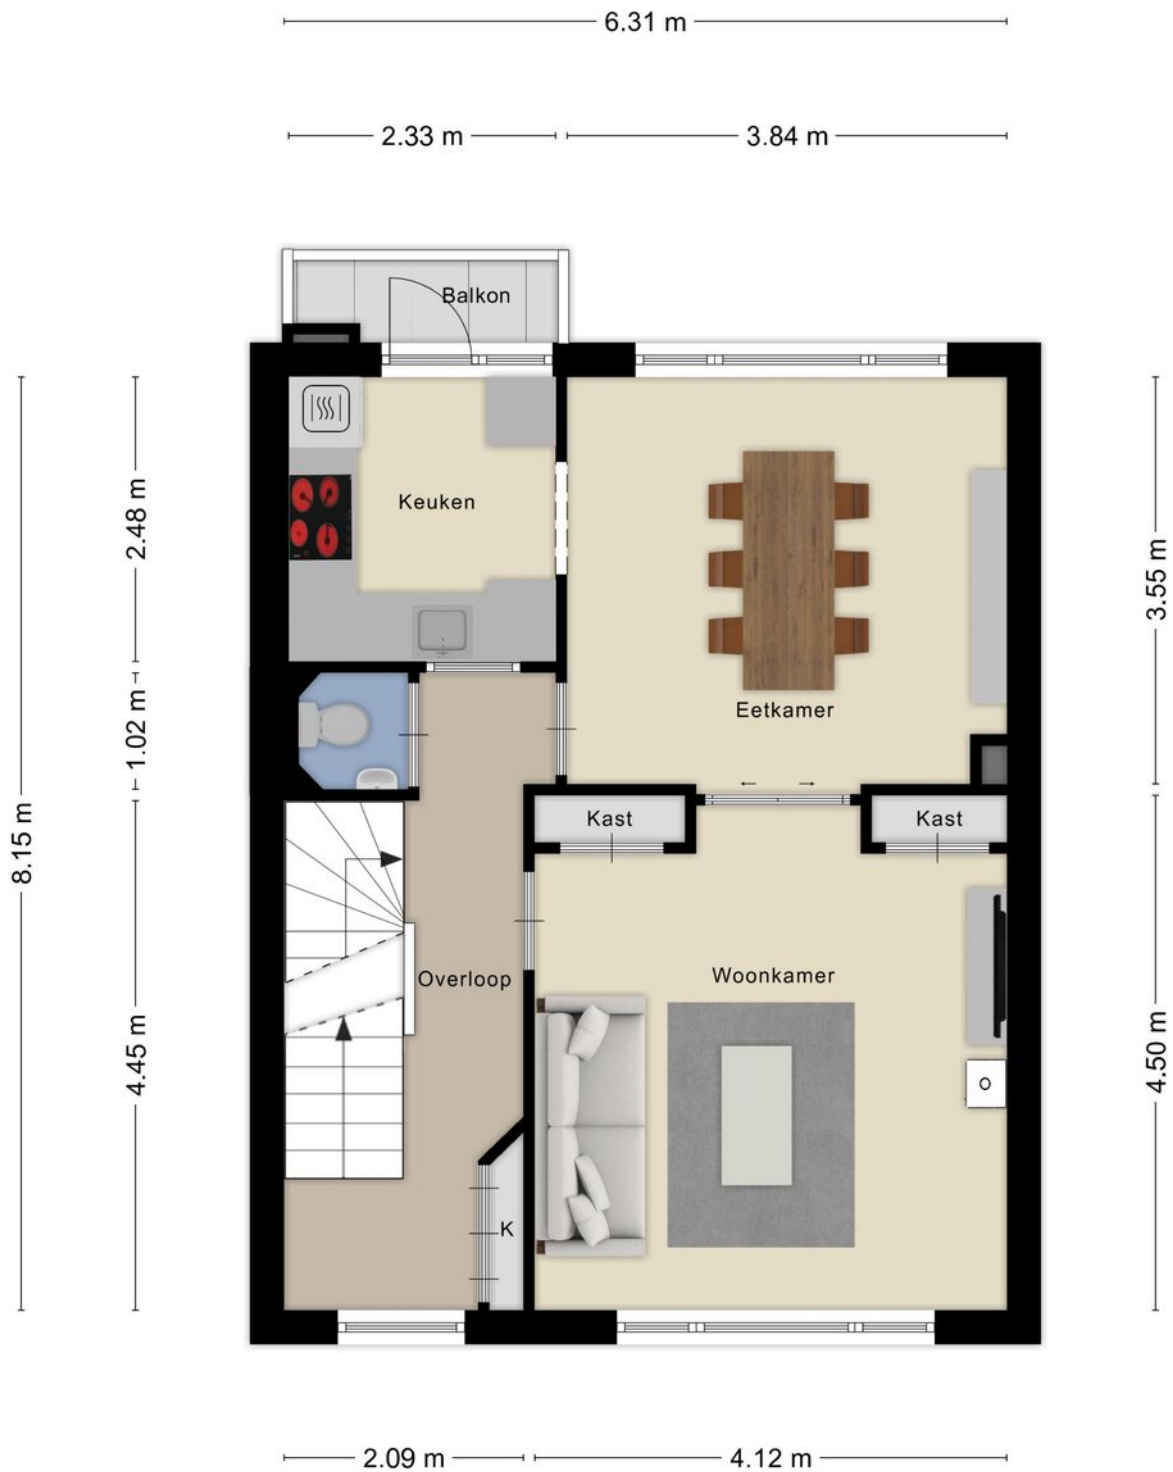 6.31 m
2.33 m
3.84 m
Balkon
Keuken
2.48 m
3.55 m
1.02 m
Eetkamer
Kast
Kast
8.15 m
Overloop
Woonkamer
4.45 m
4.50 m
K
2.09 m
4.12 m